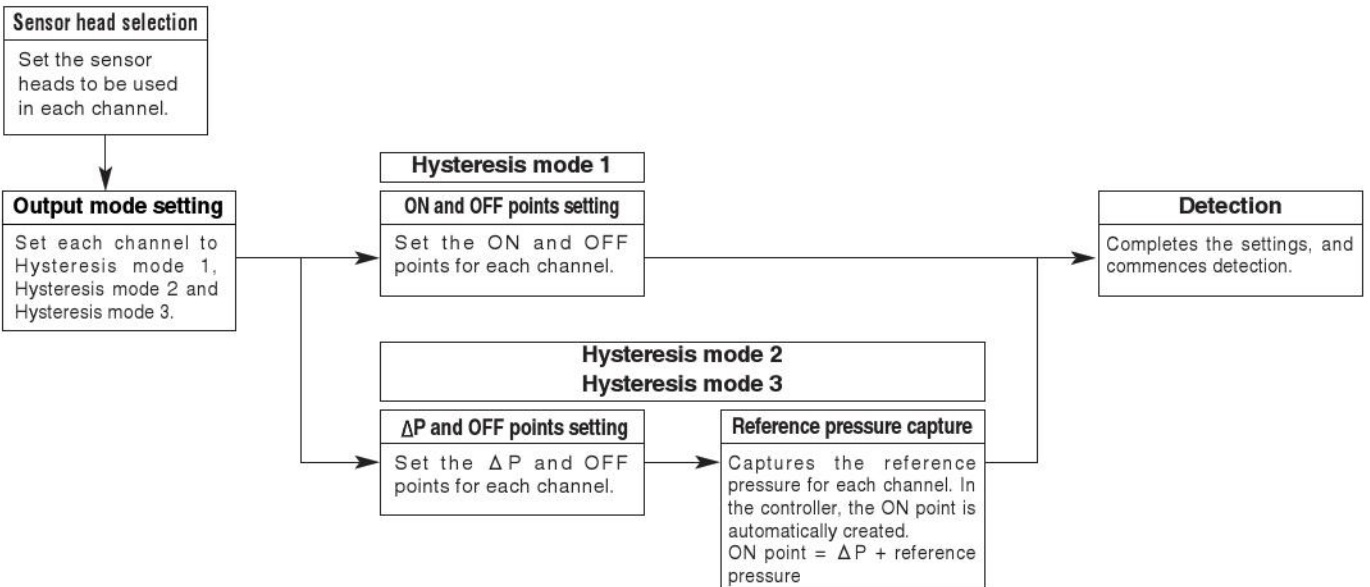 Sensor head selection
Set the sensor
heads to be used
in each channel.
Output mode setting
Set each channel to
Hysteresis mode 1,
Hysteresis mode 2 and
Hysteresis mode 3.
Hysteresis mode 1
ON and OFF points setting
Set the ON and OFF
points for each channel.
Hysteresis mode 2
Hysteresis mode 3
ΔP and OFF points setting
Set the ΔP and OFF
points for each channel.
Reference pressure capture
Captures the reference
pressure for each channel. In
the controller, the ON point is
automatically created.
ON point = ΔP + reference
pressure
Detection
Completes the settings, and
commences detection.